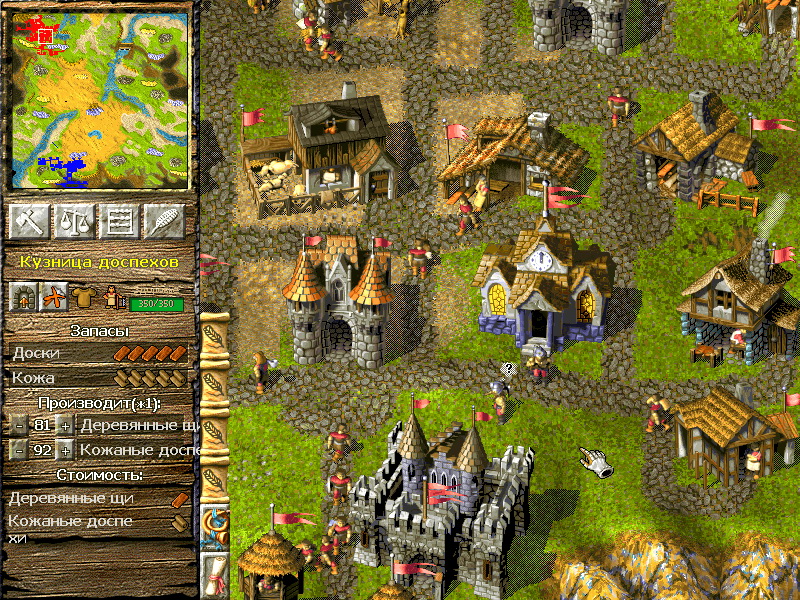 Кузница доспехов
350/350
Запасы
Доски
Кожа
Производит(x1):
- 81 + Деревянные щи
- 92 + Кожаные доспе
Стоимость:
Деревянные щи
Кожаные доспе
хи
?